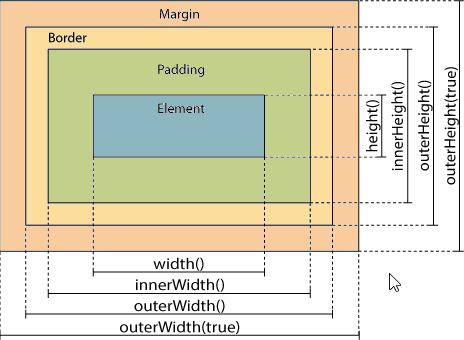 Margin
Border
Padding
Element
height()
innerHeight()
outerHeight()
outerHeight(true)
width()
innerWidth()
outerWidth()
outerWidth(true)